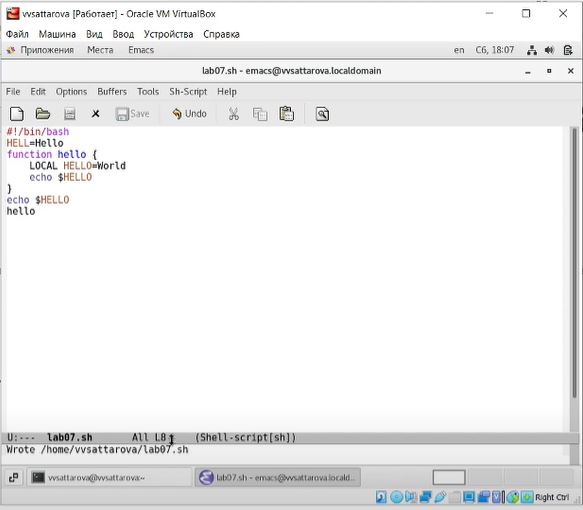 vvsattarova [Работает] - Oracle VM VirtualBox
Файл Машина Вид Ввод Устройства Справка
Приложения Места Emacs en Сб, 18:07
lab07.sh - emacs@vvsattarova.localdomain
File Edit Options Buffers Tools Sh-Script Help
Save Undo
#!/bin/bash
HELL=Hello
function hello {
    LOCAL HELLO=World
    echo $HELLO
}
echo $HELLO
hello
U:--- lab07.sh All L8 (Shell-script[sh])
Wrote /home/vvsattarova/lab07.sh
vvsattarova@vvsattarova:~ lab07.sh - emacs@vvsattarova.locald...
Right Ctrl